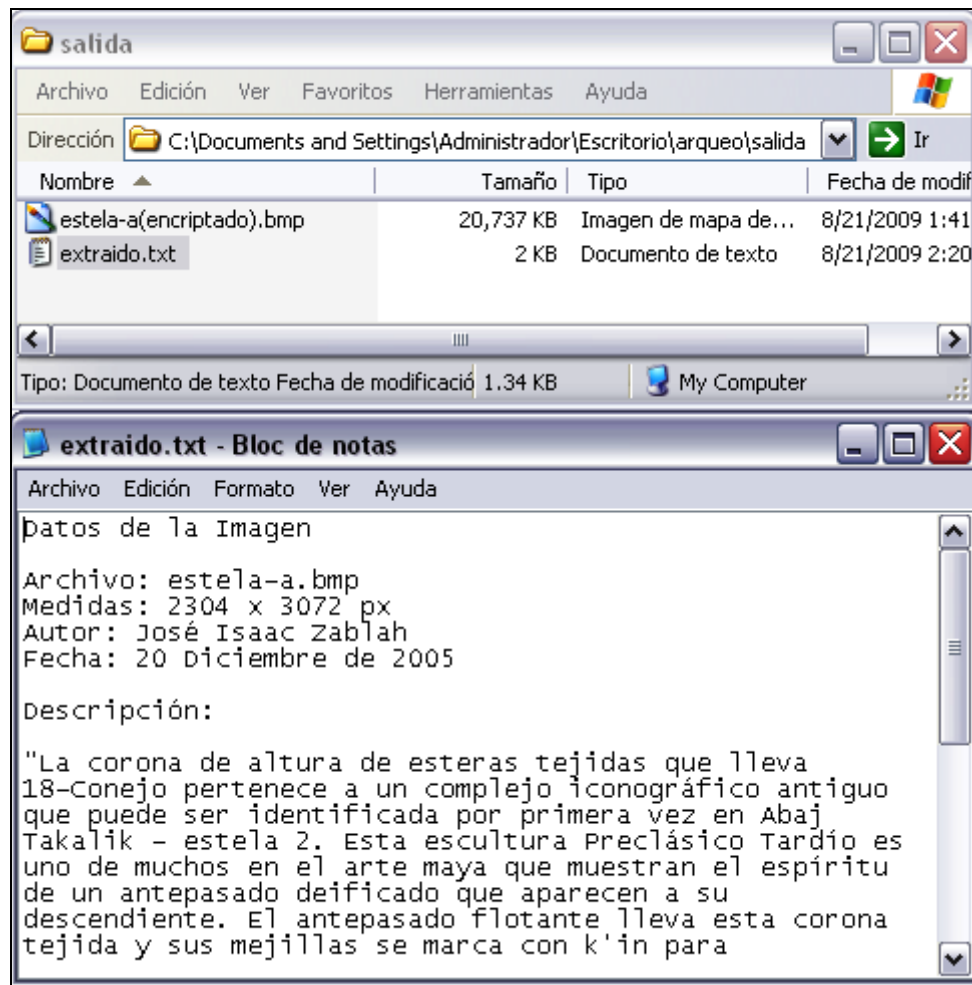 salida
Archivo Edición Ver Favoritos Herramientas Ayuda
Dirección C:\Documents and Settings\Administrador\Escritorio\arqueo\salida Ir
Nombre Tamaño Tipo Fecha de modif
estela-a(encriptado).bmp 20,737 KB Imagen de mapa de... 8/21/2009 1:41
extraido.txt 2 KB Documento de texto 8/21/2009 2:20
Tipo: Documento de texto Fecha de modificació 1.34 KB My Computer
extraido.txt - Bloc de notas
Archivo Edición Formato Ver Ayuda
Datos de la Imagen
Archivo: estela-a.bmp
Medidas: 2304 x 3072 px
Autor: José Isaac Zablah
Fecha: 20 Diciembre de 2005
Descripción:
"La corona de altura de esteras tejidas que lleva
18-Conejo pertenece a un complejo iconográfico antiguo
que puede ser identificada por primera vez en Abaj
Takalik - estela 2. Esta escultura Preclásico Tardío es
uno de muchos en el arte maya que muestran el espíritu
de un antepasado deificado que aparecen a su
descendiente. El antepasado flotante lleva esta corona
tejida y sus mejillas se marca con k'in para